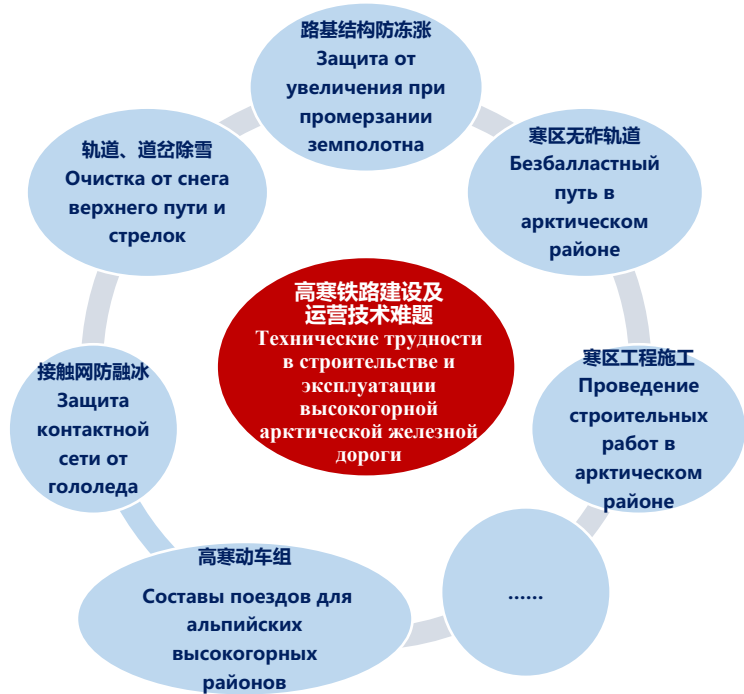 路基结构防冻涨
Защита от
увеличения при
промерзании
земполотна
寒区无砟轨道
Безбалластный
путь в
арктическом
районе
寒区工程施工
Проведение
строительных
работ в
арктическом
районе
......
高寒动车组
Составы поездов для
альпийских
высокогорных
районов
接触网防融冰
Защита
контактной
сети от
гололеда
轨道、道岔除雪
Очистка от снега
верхнего пути и
стрелок
高寒铁路建设及
运营技术难题
Технические трудности
в строительстве и
эксплуатации
высокогорной
арктической железной
дороги